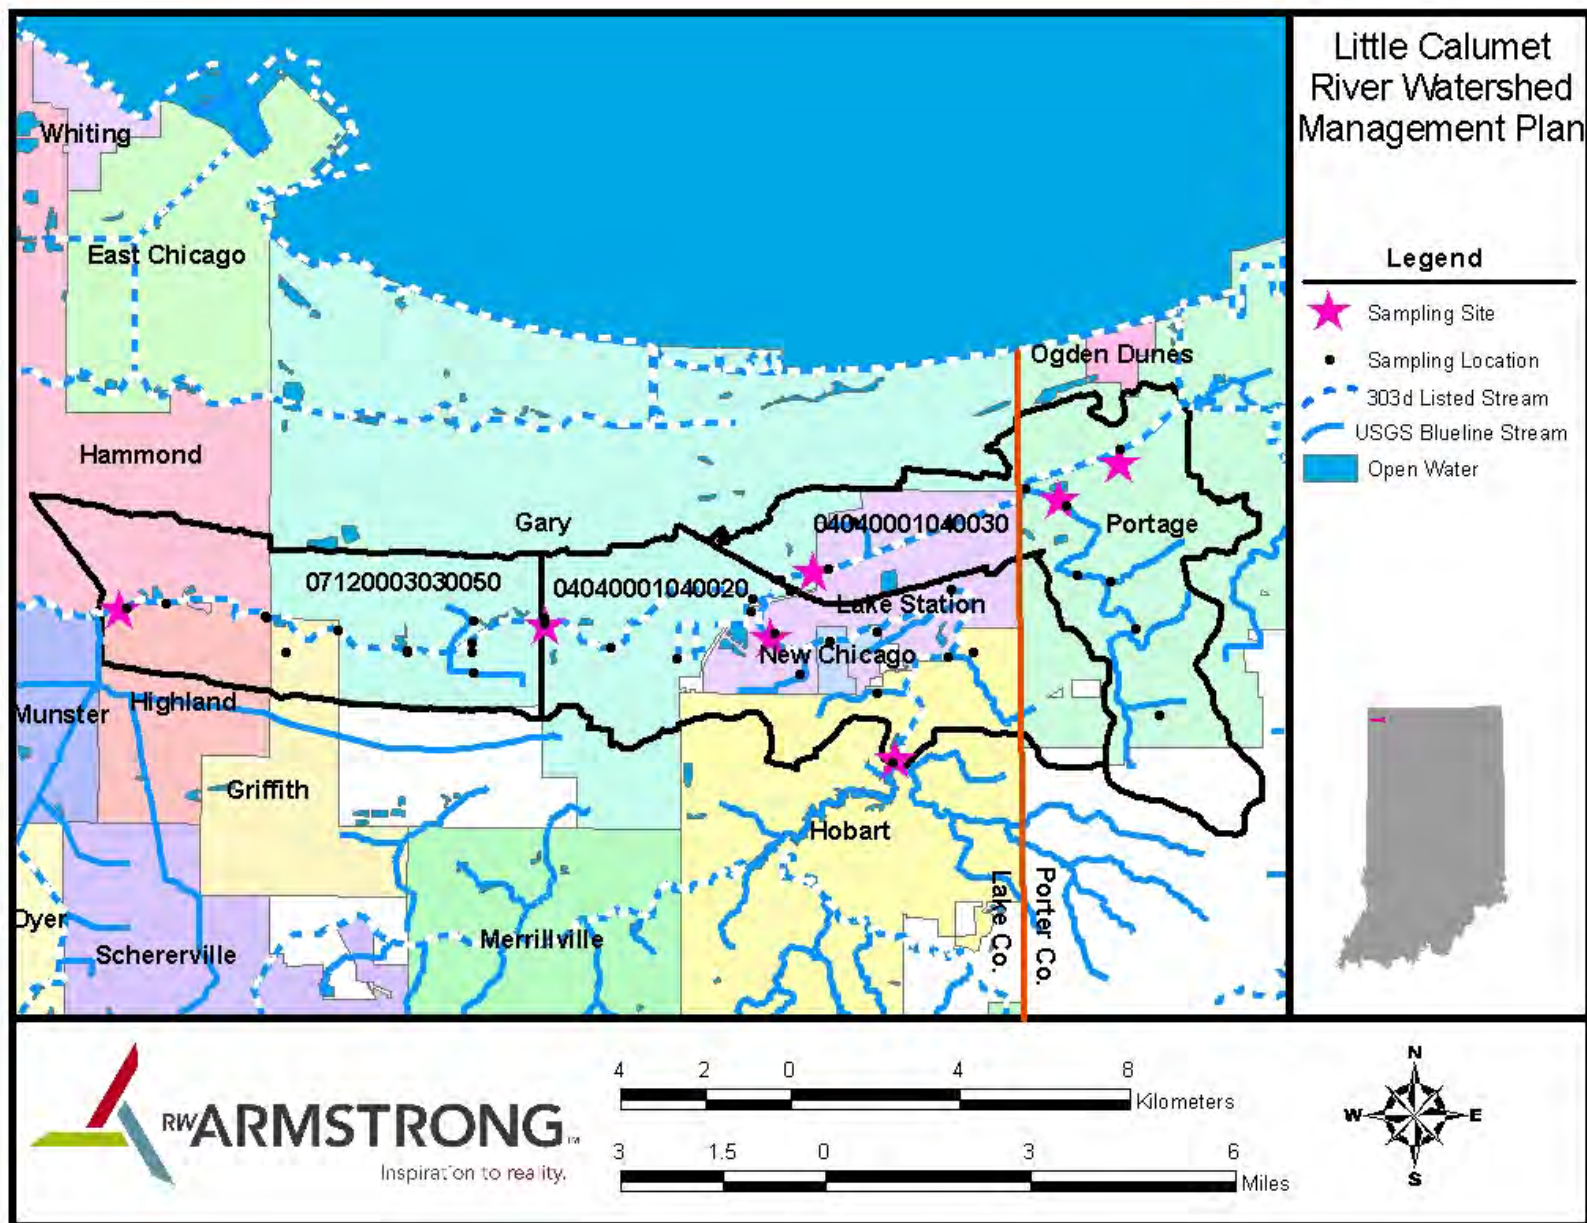 Little Calumet
River Watershed
Management Plan
Legend
Sampling Site
Sampling Location
303d Listed Stream
USGS Blueline Stream
Open Water
Whiting
East Chicago
Ogden Dunes
Hammond
Gary
04040001040030
Portage
07120003030050
04040001040020
Lake Station
New Chicago
Highland
Munster
Griffith
Hobart
Lake Co.
Porter Co.
Dyer
Merrillville
Schererville
RWARMSTRONG TM
Inspiration to reality.
4 2 0 4 8
Kilometers
3 1.5 0 3 6
Miles
N
W E
S